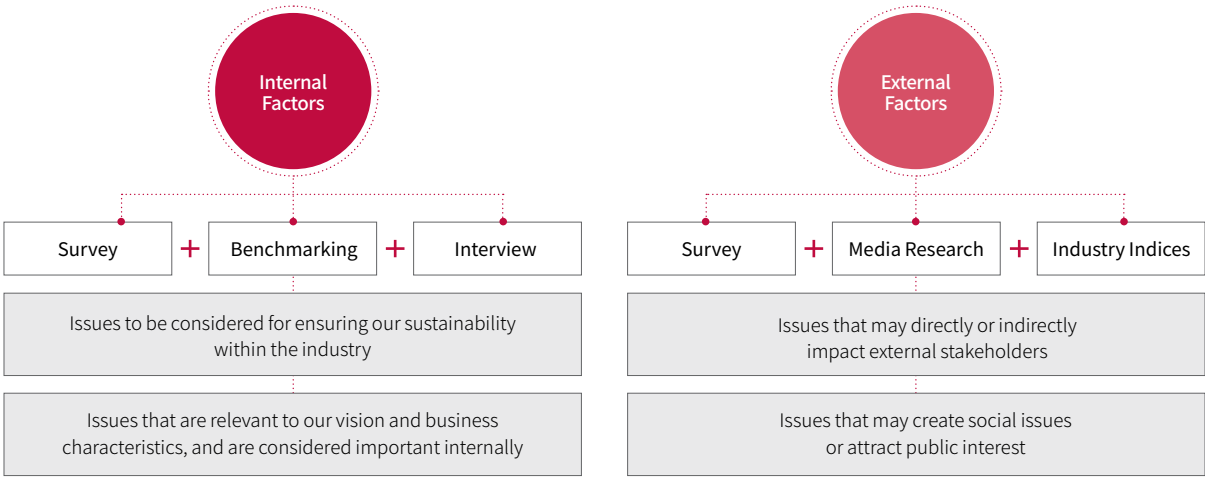 Internal
Factors
Survey + Benchmarking + Interview
Issues to be considered for ensuring our sustainability
within the industry
Issues that are relevant to our vision and business
characteristics, and are considered important internally
External
Factors
Survey + Media Research + Industry Indices
Issues that may directly or indirectly
impact external stakeholders
Issues that may create social issues
or attract public interest